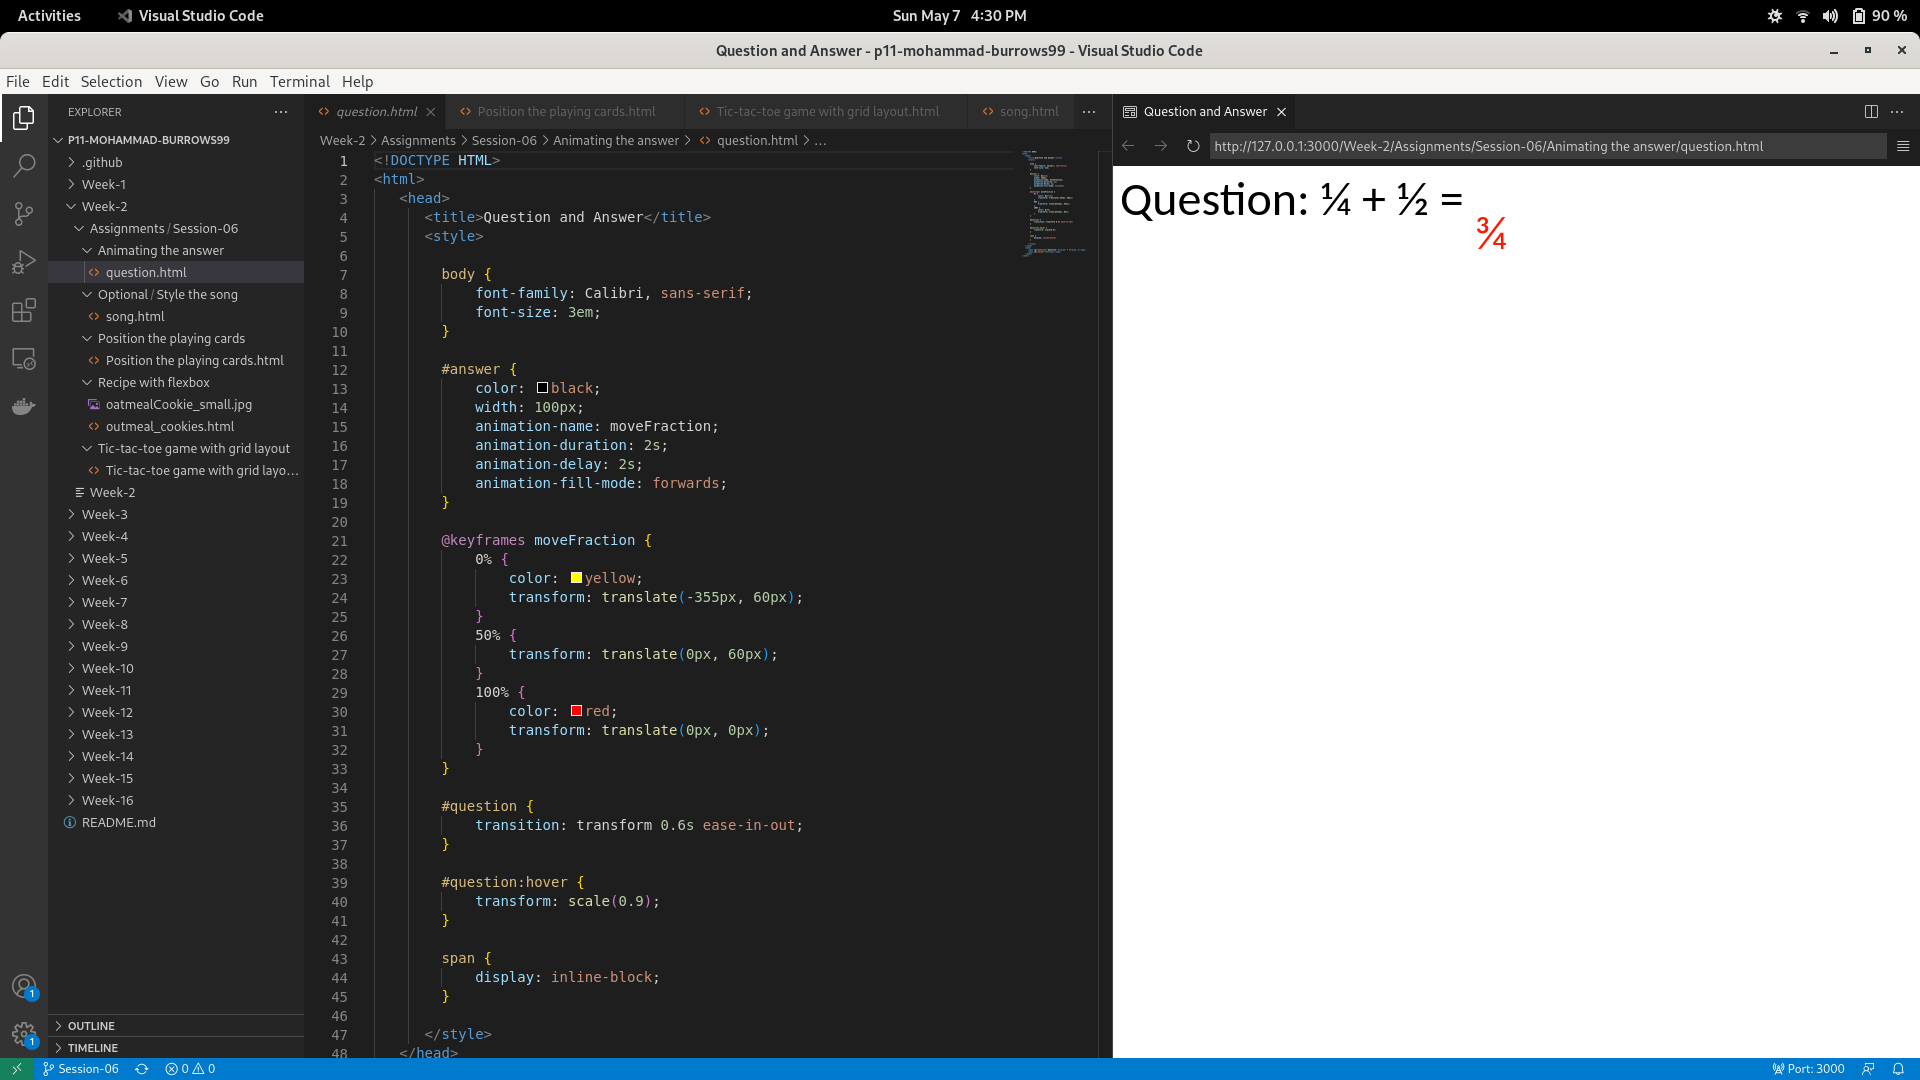 Activities Visual Studio Code Sun May 7 4:30 PM 90 %
Question and Answer - p11-mohammad-burrows99 - Visual Studio Code
File Edit Selection View Go Run Terminal Help
EXPLORER
P11-MOHAMMAD-BURROWS99
.github
Week-1
Week-2
Assignments / Session-06
Animating the answer
question.html
Optional / Style the song
song.html
Position the playing cards
Position the playing cards.html
Recipe with flexbox
oatmealCookie_small.jpg
outmeal_cookies.html
Tic-tac-toe game with grid layout
Tic-tac-toe game with grid layo...
Week-2
Week-3
Week-4
Week-5
Week-6
Week-7
Week-8
Week-9
Week-10
Week-11
Week-12
Week-13
Week-14
Week-15
Week-16
README.md
OUTLINE
TIMELINE
1
1
question.html Position the playing cards.html Tic-tac-toe game with grid layout.html song.html
Week-2 > Assignments > Session-06 > Animating the answer > question.html > ...
1 <!DOCTYPE HTML>
2 <html>
3 <head>
4 <title>Question and Answer</title>
5 <style>
6
7 body {
8 font-family: Calibri, sans-serif;
9 font-size: 3em;
10 }
11
12 #answer {
13 color: black;
14 width: 100px;
15 animation-name: moveFraction;
16 animation-duration: 2s;
17 animation-delay: 2s;
18 animation-fill-mode: forwards;
19 }
20
21 @keyframes moveFraction {
22 0% {
23 color: yellow;
24 transform: translate(-355px, 60px);
25 }
26 50% {
27 transform: translate(0px, 60px);
28 }
29 100% {
30 color: red;
31 transform: translate(0px, 0px);
32 }
33 }
34
35 #question {
36 transition: transform 0.6s ease-in-out;
37 }
38
39 #question:hover {
40 transform: scale(0.9);
41 }
42
43 span {
44 display: inline-block;
45 }
46
47 </style>
48 </head>
Question and Answer
http://127.0.0.1:3000/Week-2/Assignments/Session-06/Animating the answer/question.html
Question: ¼ + ½ =
¾
Session-06 0 0 Port: 3000